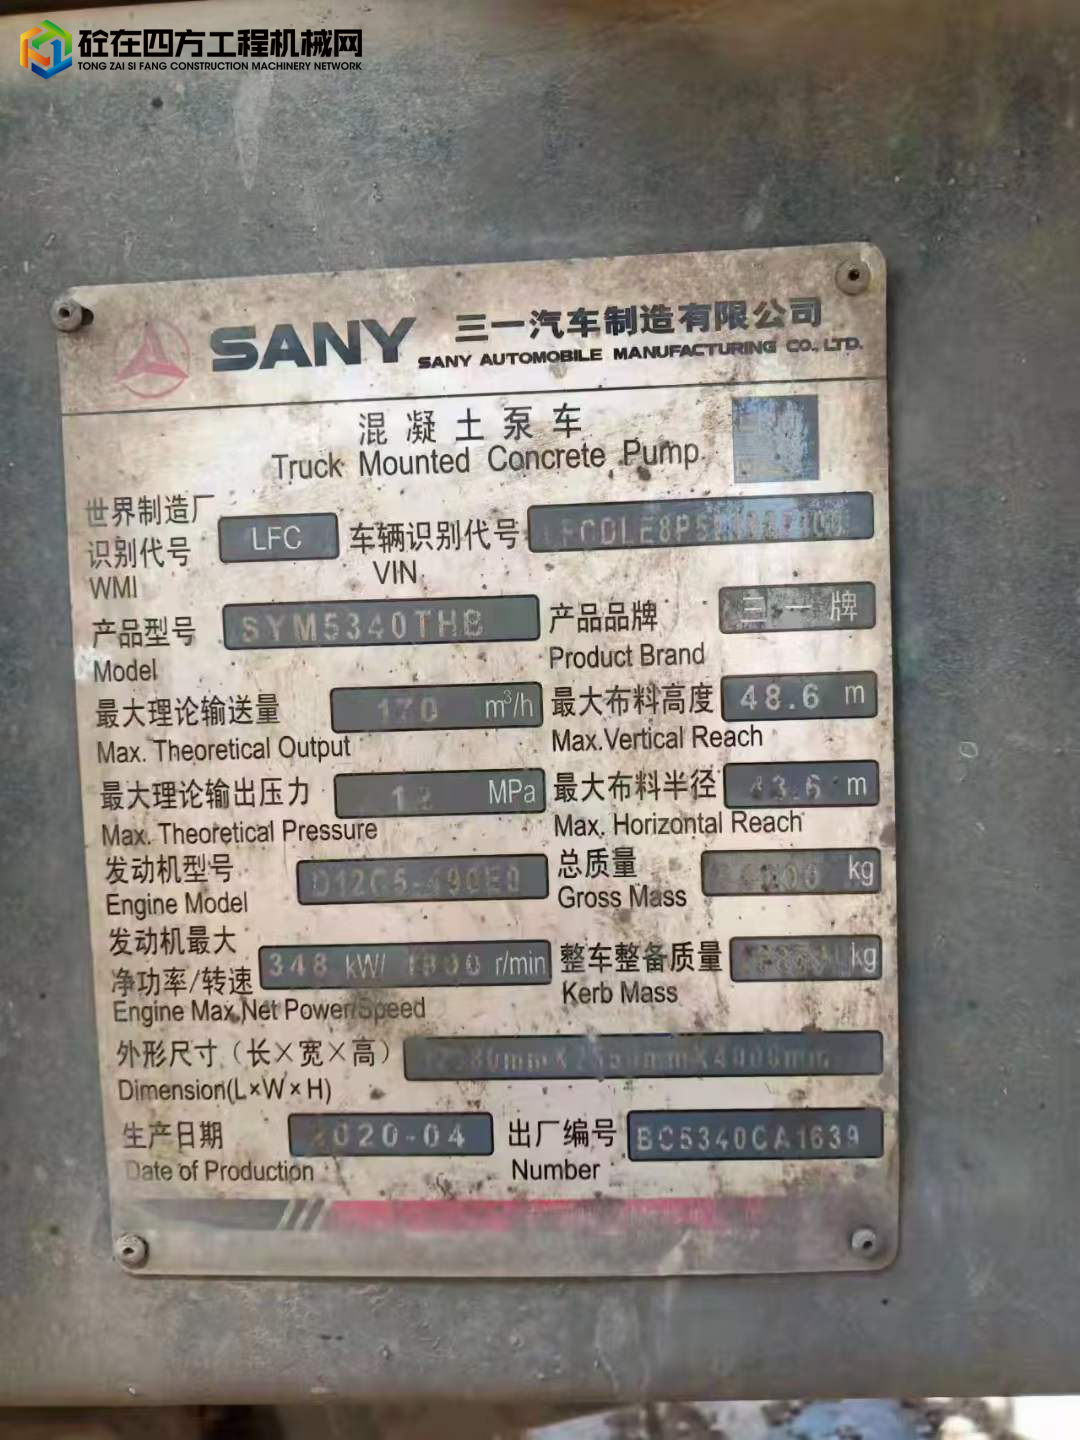 砼在四方工程机械网
TONG ZAI SI FANG CONSTRUCTION MACHINERY NETWORK
SANY 三一汽车制造有限公司
SANY AUTOMOBILE MANUFACTURING CO., LTD.
混凝土泵车
Truck Mounted Concrete Pump
世界制造厂
识别代号 LFC 车辆识别代号
WMI VIN
产品型号 SYM5340THB 产品品牌 三一牌
Model Product Brand
最大理论输送量 170 m³/h 最大布料高度 48.6 m
Max. Theoretical Output Max.Vertical Reach
最大理论输出压力 12 MPa 最大布料半径 43.6 m
Max. Theoretical Pressure Max. Horizontal Reach
发动机型号 总质量 kg
Engine Model Gross Mass
发动机最大
净功率/转速 348 kW/ 1900 r/min 整车整备质量 kg
Engine Max,Net Power/Speed Kerb Mass
外形尺寸（长×宽×高）
Dimension(L×W×H)
生产日期 2020-04 出厂编号 BC5340CA1639
Date of Production Number